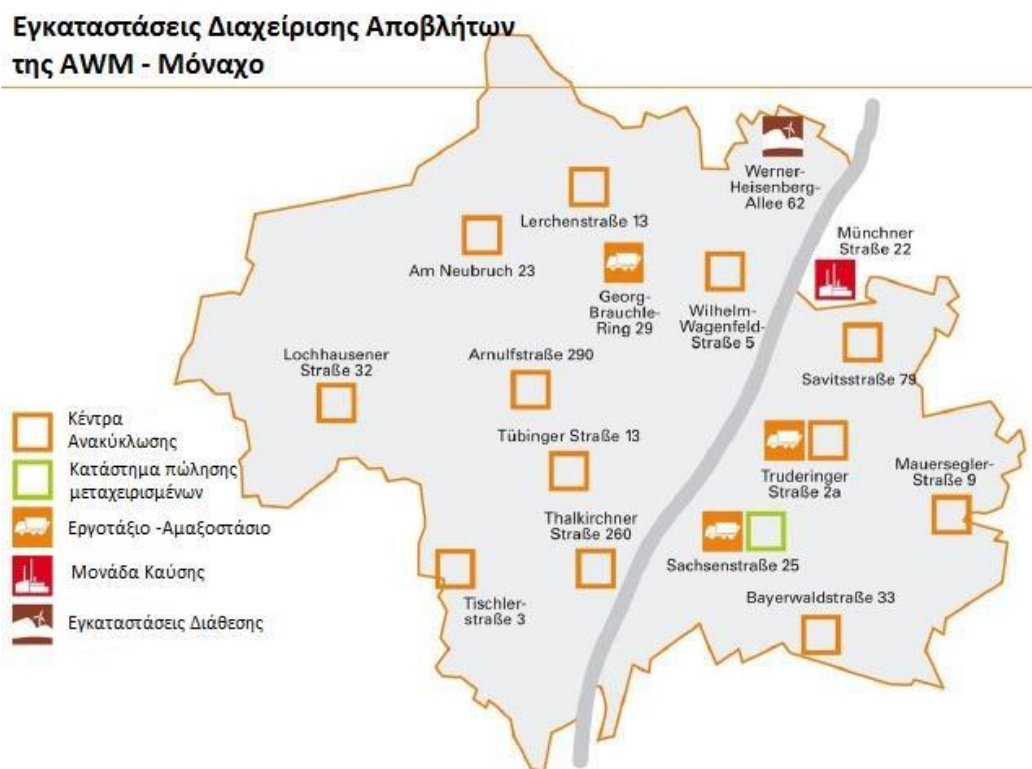 Εγκαταστάσεις Διαχείρισης Αποβλήτων
της AWM - Μόναχο
Werner-
Heisenberg-
Allee 62
Lerchenstraße 13
Münchner
Straße 22
Am Neubruch 23
Georg-
Brauchle-
Ring 29
Wilhelm-
Wagenfeld-
Straße 5
Lochhausener
Straße 32
Arnulfstraße 290
Savitsstraße 79
Tübinger Straße 13
Truderinger
Straße 2a
Mauersegler-
Straße 9
Thalkirchner
Straße 260
Sachsenstraße 25
Tischler-
straße 3
Bayerwaldstraße 33
Κέντρα
Ανακύκλωσης
Κατάστημα πώλησης
μεταχειρισμένων
Εργοτάξιο -Αμαξοστάσιο
Μονάδα Καύσης
Εγκαταστάσεις Διάθεσης